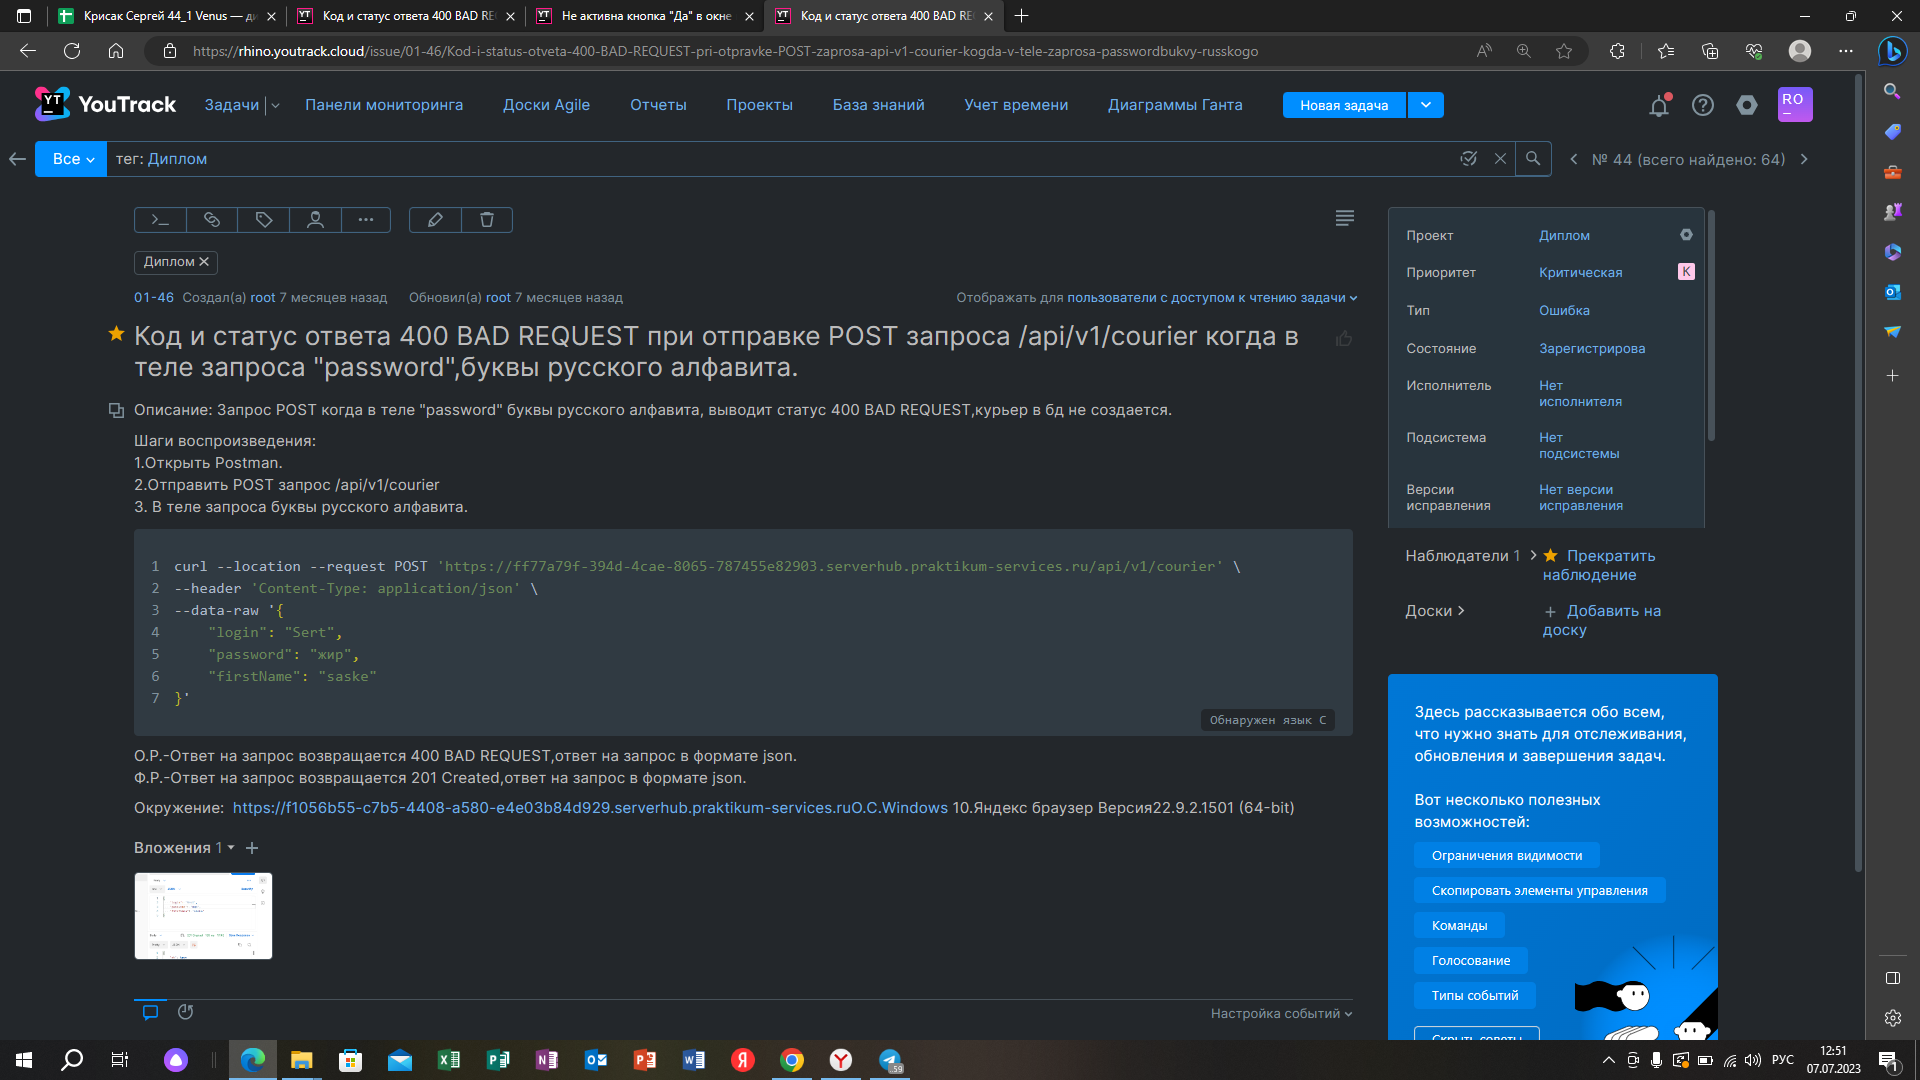 Крисак Сергей 44_1 Venus — ди
Код и статус ответа 400 BAD RE
Не активна кнопка "Да" в окне
Код и статус ответа 400 BAD RE
https://rhino.youtrack.cloud/issue/01-46/Kod-i-status-otveta-400-BAD-REQUEST-pri-otpravke-POST-zaprosa-api-v1-courier-kogda-v-tele-zaprosa-passwordbukvy-russkogo
YouTrack Задачи Панели мониторинга Доски Agile Отчеты Проекты База знаний Учет времени Диаграммы Ганта Новая задача RO
Все тег: Диплом № 44 (всего найдено: 64)
Диплом
01-46 Создал(а) root 7 месяцев назад Обновил(а) root 7 месяцев назад Отображать для пользователи с доступом к чтению задачи
Код и статус ответа 400 BAD REQUEST при отправке POST запроса /api/v1/courier когда в
теле запроса "password",буквы русского алфавита.
Описание: Запрос POST когда в теле "password" буквы русского алфавита, выводит статус 400 BAD REQUEST,курьер в бд не создается.
Шаги воспроизведения:
1.Открыть Postman.
2.Отправить POST запрос /api/v1/courier
3. В теле запроса буквы русского алфавита.
1 curl --location --request POST 'https://ff77a79f-394d-4cae-8065-787455e82903.serverhub.praktikum-services.ru/api/v1/courier' \
2 --header 'Content-Type: application/json' \
3 --data-raw '{
4 "login": "Sert",
5 "password": "жир",
6 "firstName": "saske"
7 }'
Обнаружен язык C
О.Р.-Ответ на запрос возвращается 400 BAD REQUEST,ответ на запрос в формате json.
Ф.Р.-Ответ на запрос возвращается 201 Created,ответ на запрос в формате json.
Окружение: https://f1056b55-c7b5-4408-a580-e4e03b84d929.serverhub.praktikum-services.ruО.С.Windows 10.Яндекс браузер Версия22.9.2.1501 (64-bit)
Вложения 1
Настройка событий
Проект Диплом
Приоритет Критическая К
Тип Ошибка
Состояние Зарегистрирова
Исполнитель Нет
исполнителя
Подсистема Нет
подсистемы
Версии Нет версии
исправления исправления
Наблюдатели 1 Прекратить
наблюдение
Доски Добавить на
доску
Здесь рассказывается обо всем,
что нужно знать для отслеживания,
обновления и завершения задач.
Вот несколько полезных
возможностей:
Ограничения видимости
Скопировать элементы управления
Команды
Голосование
Типы событий
Скрыть советы
59
РУС
12:51
07.07.2023
1